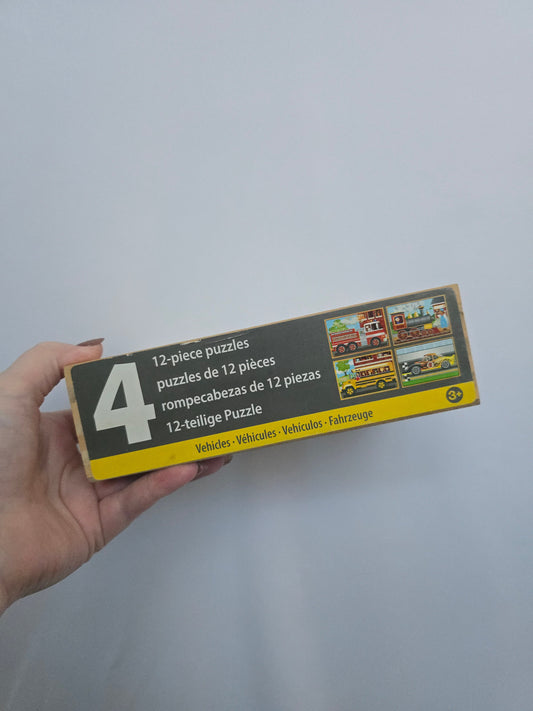 4
12-piece puzzles
puzzles de 12 pièces
rompecabezas de 12 piezas
12-teilige Puzzle
Vehicles · Véhicules · Vehículos · Fahrzeuge
3+